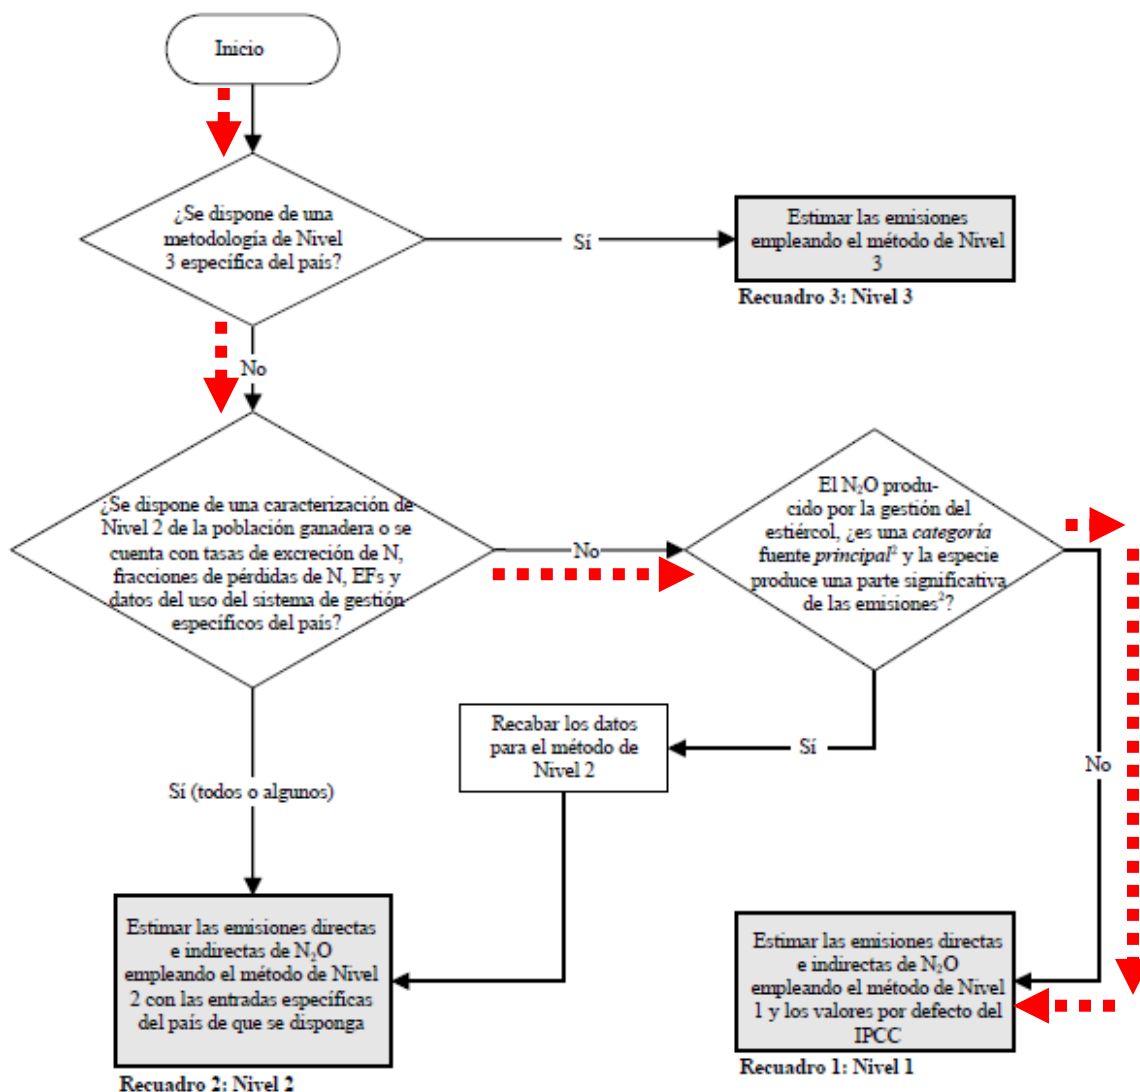 Inicio
¿Se dispone de una
metodología de Nivel
3 específica del país?
Sí
Estimar las emisiones
empleando el método de Nivel
3
Recuadro 3: Nivel 3
No
¿Se dispone de una caracterización de
Nivel 2 de la población ganadera o se
cuenta con tasas de excreción de N,
fracciones de pérdidas de N, EFs y
datos del uso del sistema de gestión
específicos del país?
No
El N₂O produ-
cido por la gestión del
estiércol, ¿es una categoría
fuente principal² y la especie
produce una parte significativa
de las emisiones²?
Recabar los datos
para el método de
Nivel 2
Sí
No
Sí (todos o algunos)
Estimar las emisiones directas
e indirectas de N₂O
empleando el método de Nivel
2 con las entradas específicas
del país de que se disponga
Recuadro 2: Nivel 2
Estimar las emisiones directas
e indirectas de N₂O
empleando el método de Nivel
1 y los valores por defecto del
IPCC
Recuadro 1: Nivel 1